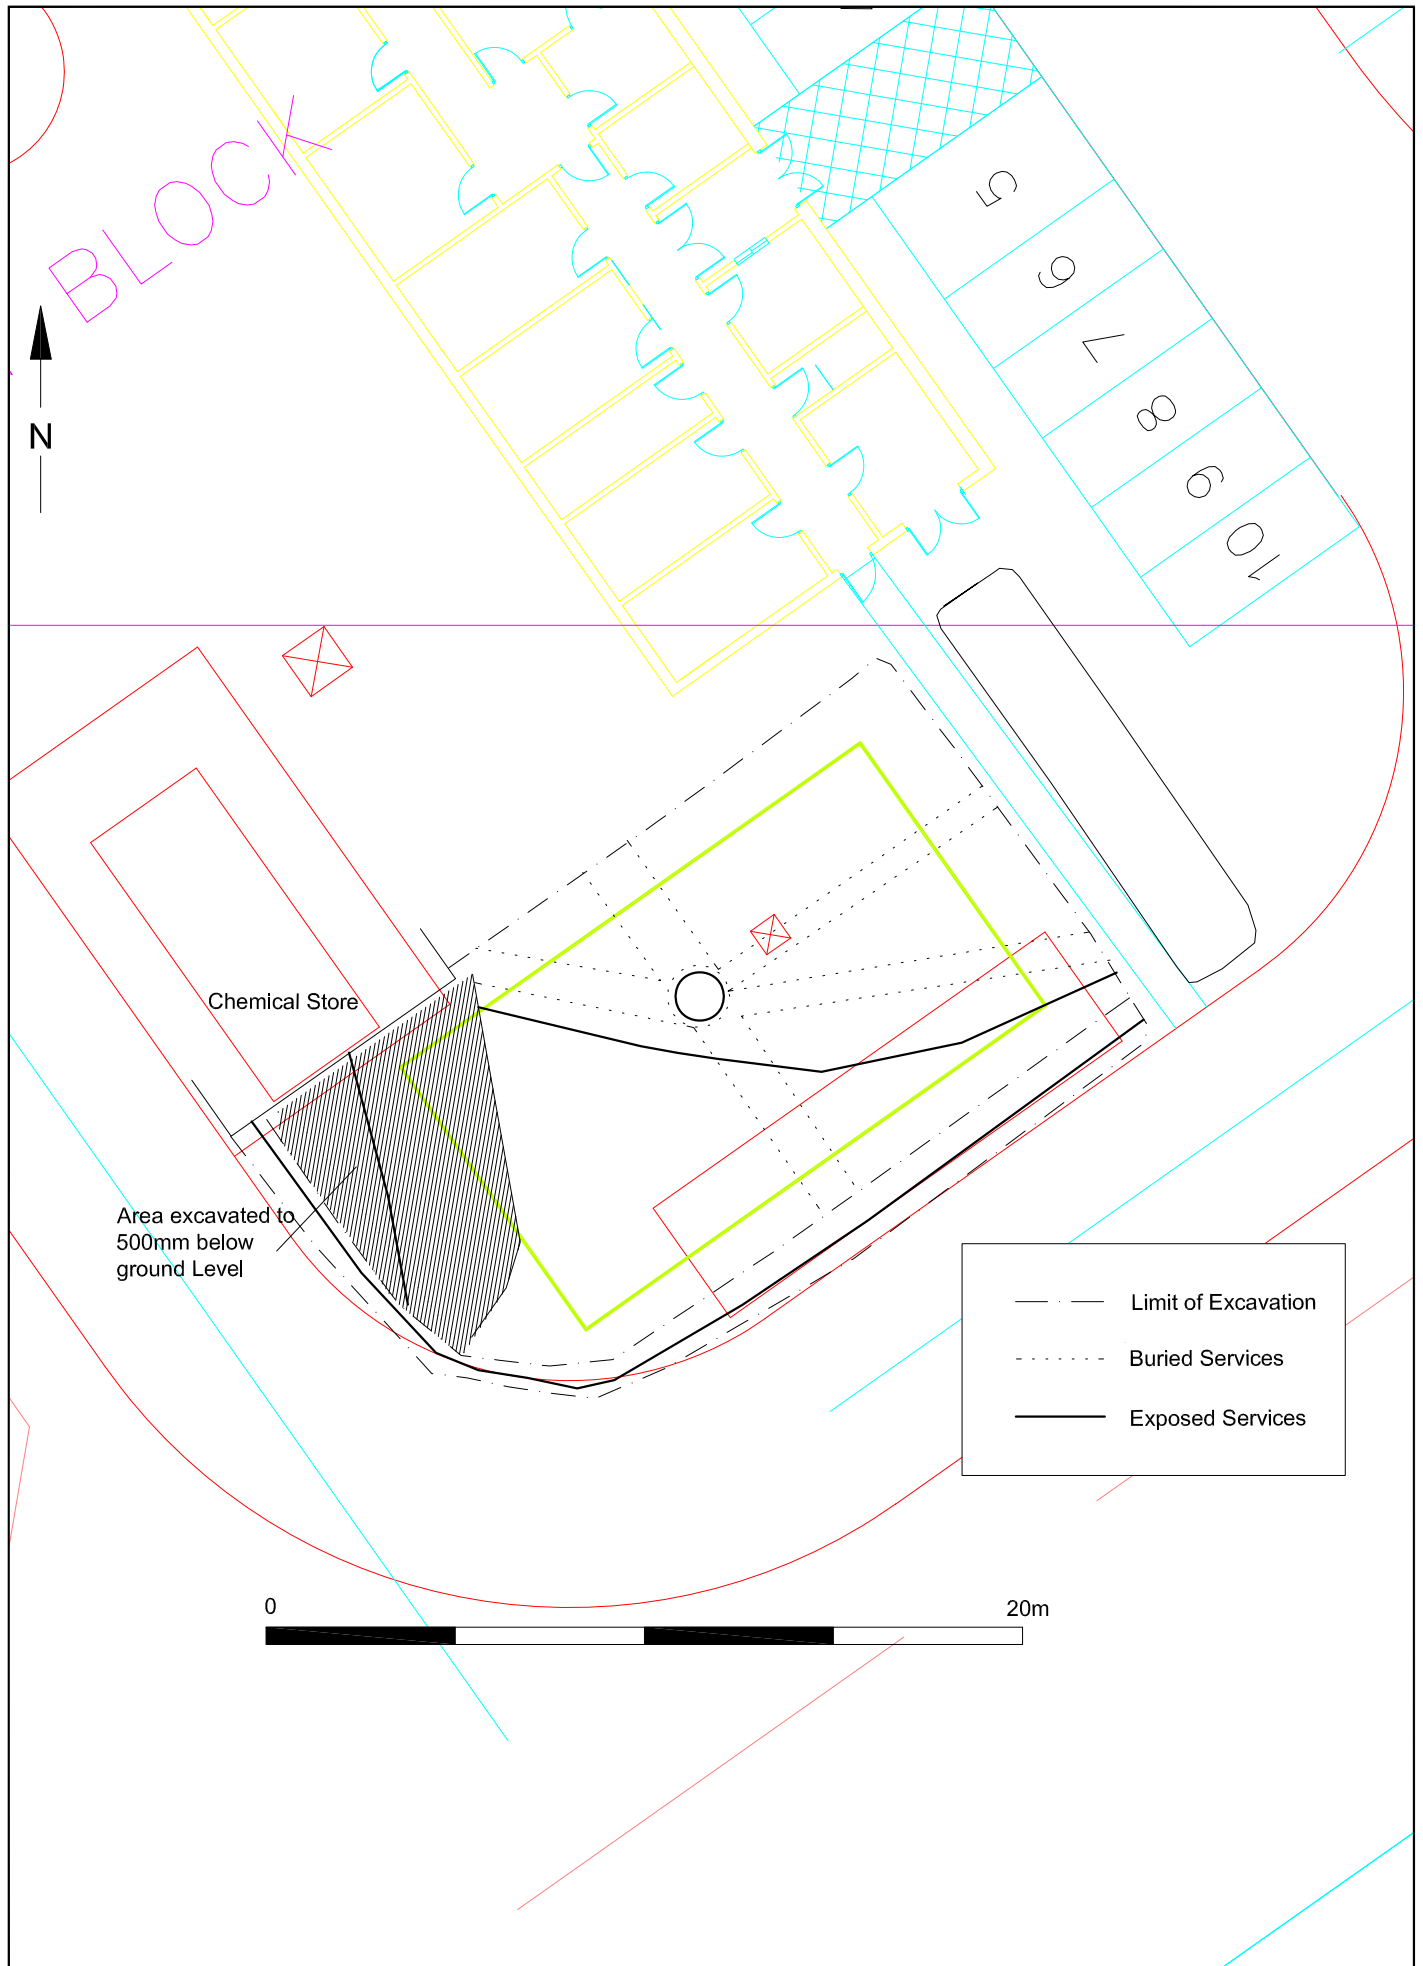 BLOCK
5
6
7
8
9
10
N
Chemical Store
Area excavated to
500mm below
ground Level
Limit of Excavation
Buried Services
Exposed Services
0
20m